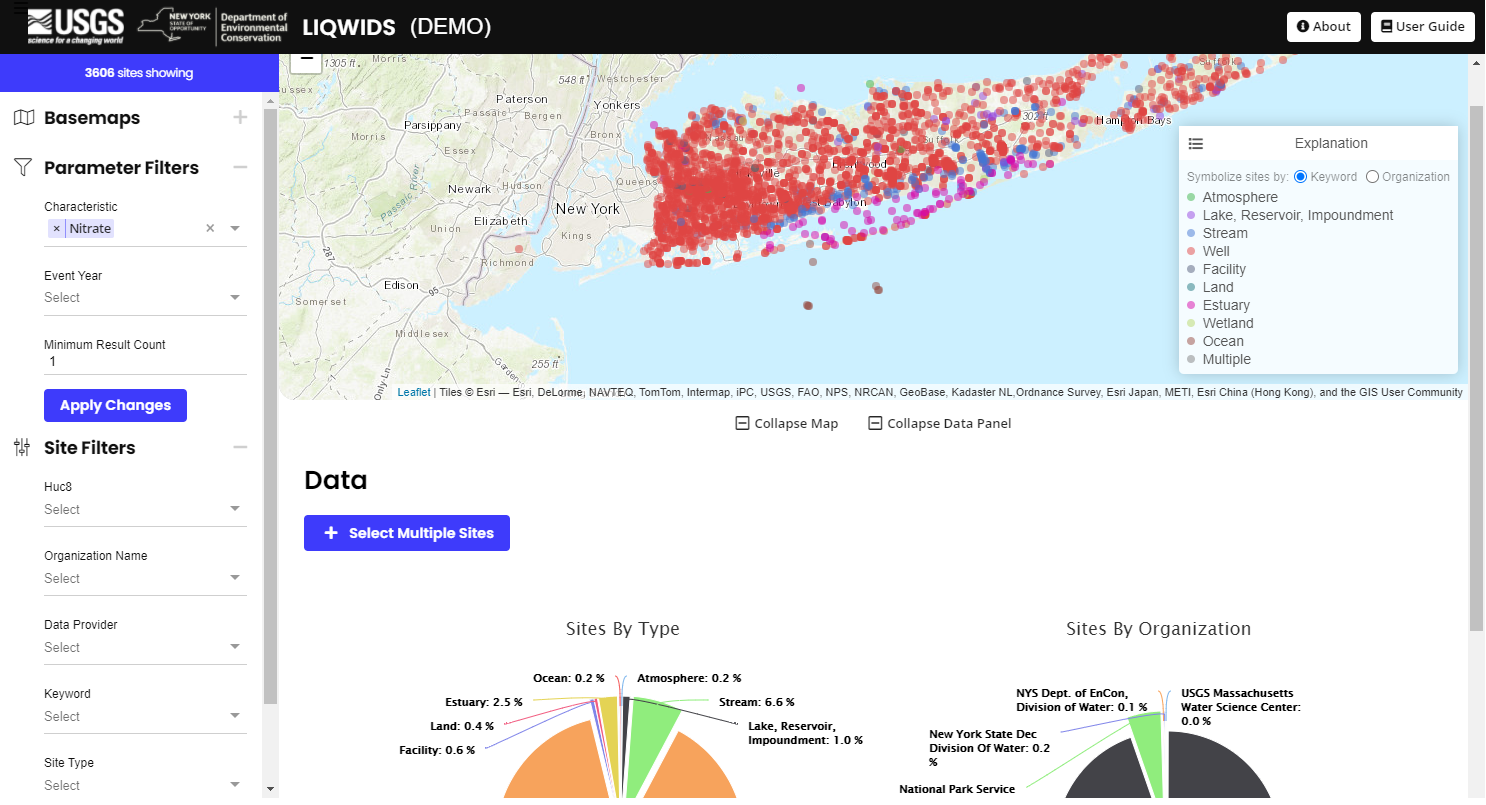 USGS
science for a changing world
NEW YORK
STATE OF
OPPORTUNITY
Department of
Environmental
Conservation
LIQWIDS (DEMO)
About
User Guide
3606 sites showing
Basemaps
Parameter Filters
Characteristic
× Nitrate ×
Event Year
Select
Minimum Result Count
1
Apply Changes
Site Filters
Huc8
Select
Organization Name
Select
Data Provider
Select
Keyword
Select
Site Type
Select
1305 ft
Morris
548 ft
Westchester
Paterson
Yonkers
Passaic
Bergen
Parsippany
Morris
Bronx
Essex
Passaic River
Newark
Hudson
Queens
New York
Elizabeth
Union
Kings
287
Richmond
Edison
95
Somerset
Middlesex
255 ft
302 ft
Hampton Bays
Suffolk
Babylon
Explanation
Symbolize sites by: Keyword Organization
Atmosphere
Lake, Reservoir, Impoundment
Stream
Well
Facility
Land
Estuary
Wetland
Ocean
Multiple
Leaflet | Tiles © Esri — Esri, DeLorme, NAVTEQ, TomTom, Intermap, iPC, USGS, FAO, NPS, NRCAN, GeoBase, Kadaster NL,Ordnance Survey, Esri Japan, METI, Esri China (Hong Kong), and the GIS User Community
Collapse Map
Collapse Data Panel
Data
+ Select Multiple Sites
Sites By Type
Ocean: 0.2 %
Atmosphere: 0.2 %
Estuary: 2.5 %
Stream: 6.6 %
Land: 0.4 %
Lake, Reservoir,
Impoundment: 1.0 %
Facility: 0.6 %
Sites By Organization
NYS Dept. of EnCon,
Division of Water: 0.1 %
USGS Massachusetts
Water Science Center:
0.0 %
New York State Dec
Division Of Water: 0.2
%
National Park Service